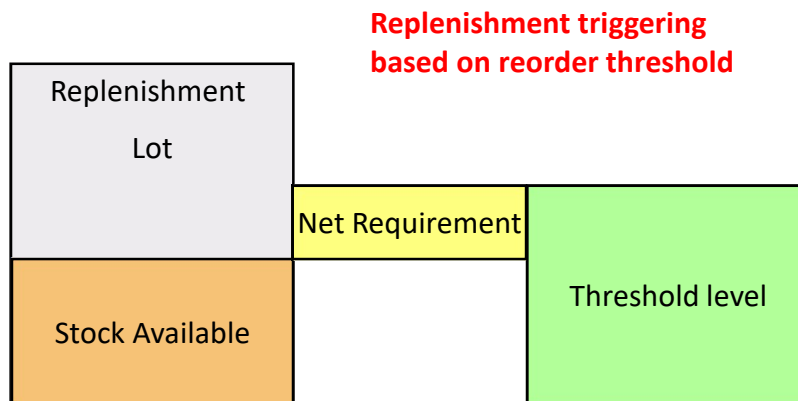 Replenishment triggering
based on reorder threshold
Replenishment
Lot
Net Requirement
Threshold level
Stock Available